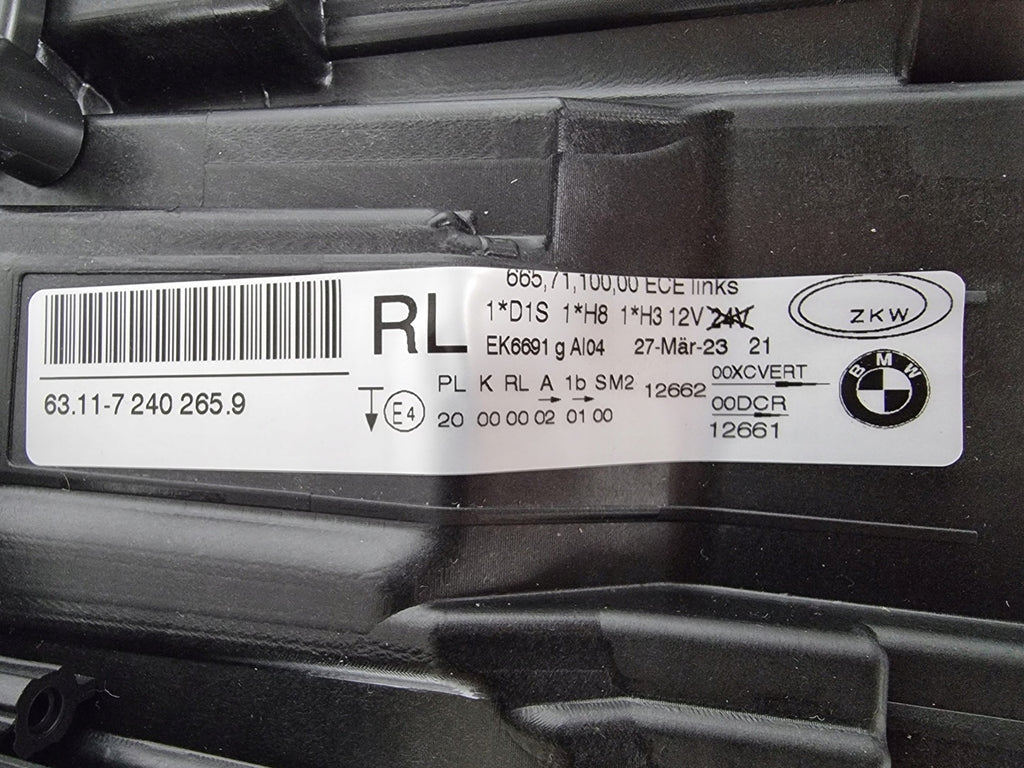 665,71,100,00 ECE links
RL
1*D1S 1*H8 1*H3 12V 24V
ZKW
EK6691 g Al04 27-Mär-23 21
63.11-7 240 265.9
E4
PL K RL A 1b SM2
20 00 00 02 01 00
12662
00XCVERT
00DCR
12661
BMW